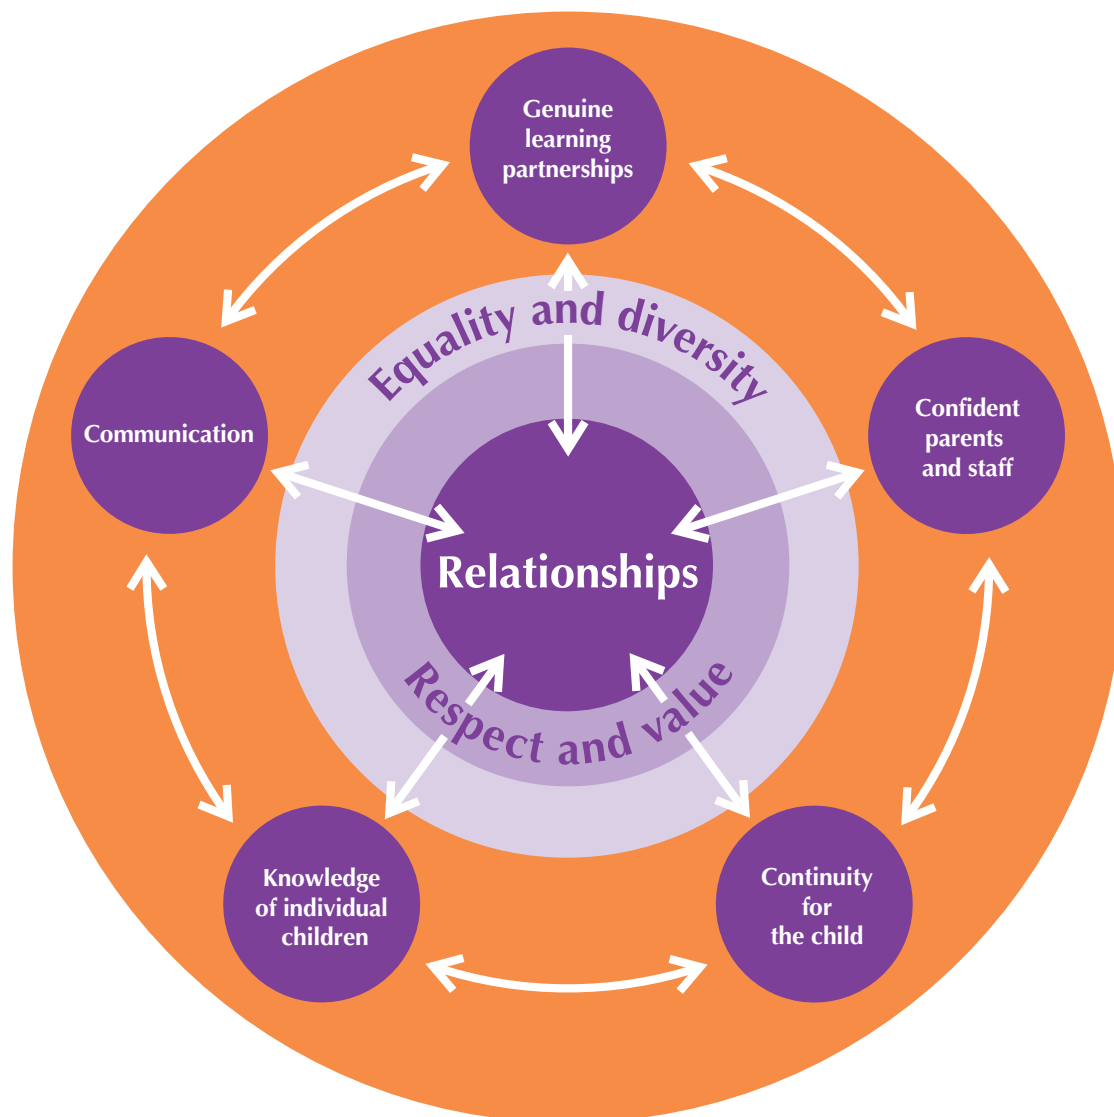 Genuine
learning
partnerships
Equality and diversity
Communication
Confident
parents
and staff
Relationships
Respect and value
Knowledge
of individual
children
Continuity
for
the child